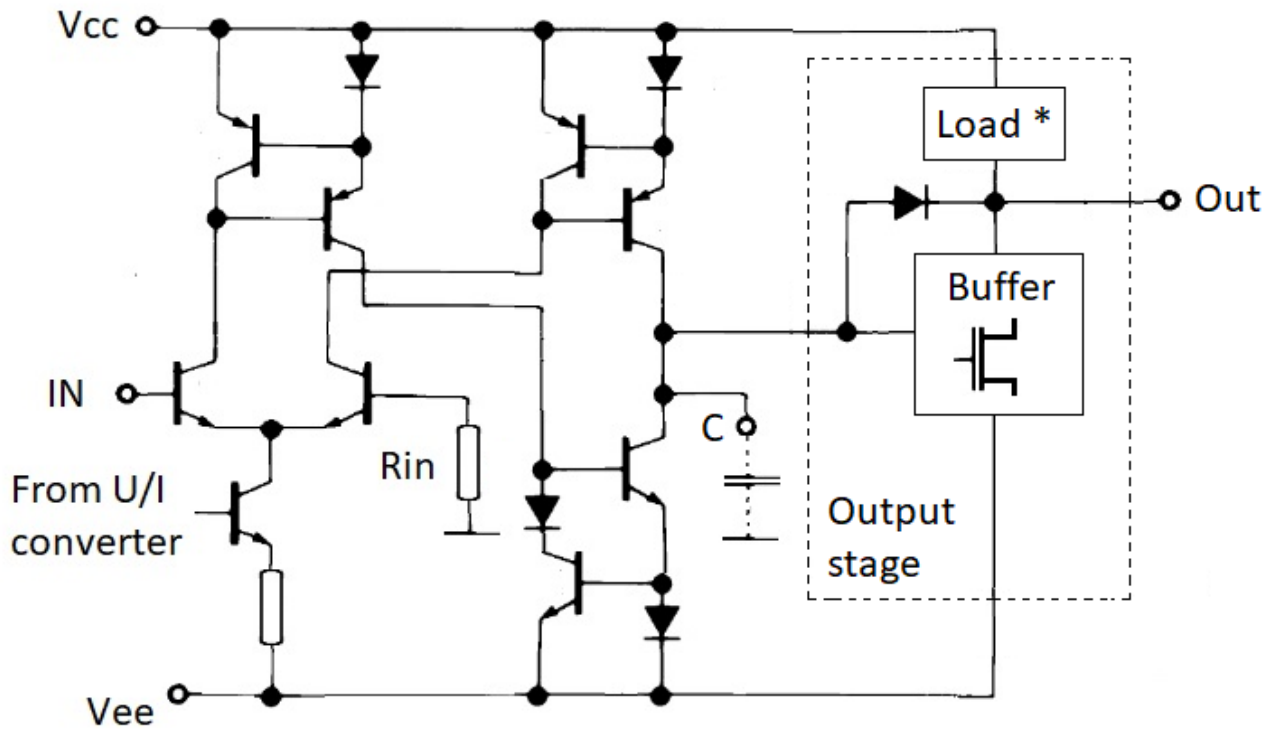 Vcc
Load *
Out
Buffer
IN
Rin
C
From U/I
converter
Output
stage
Vee